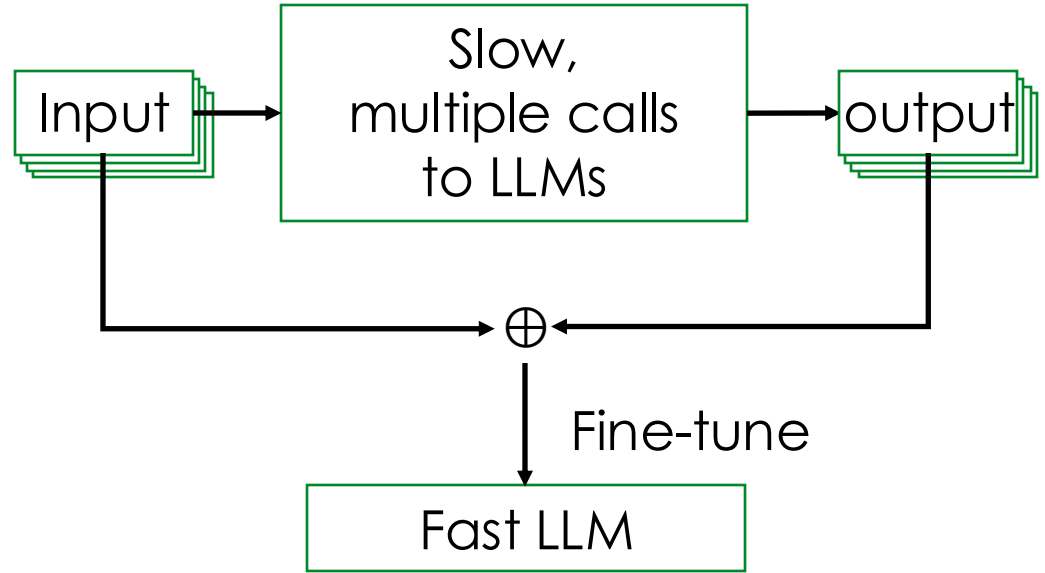 Input
Slow,
multiple calls
to LLMs
output
Fine-tune
Fast LLM